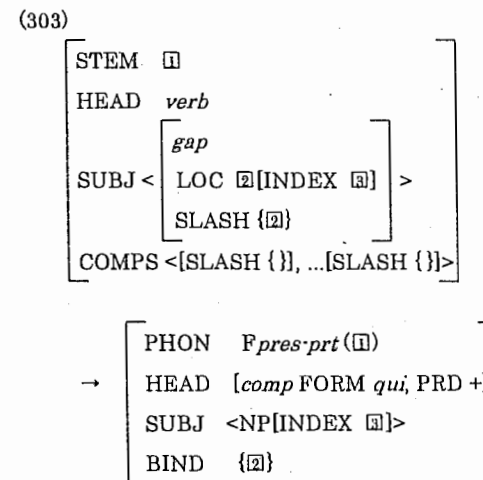 (303)
STEM 1
HEAD verb
gap
SUBJ < LOC 2[INDEX 3] >
SLASH {2}
COMPS <[SLASH { }], ...[SLASH { }]>
PHON Fpres-prt(1)
→ HEAD [comp FORM qui, PRD +]
SUBJ <NP[INDEX 3]>
BIND {2}